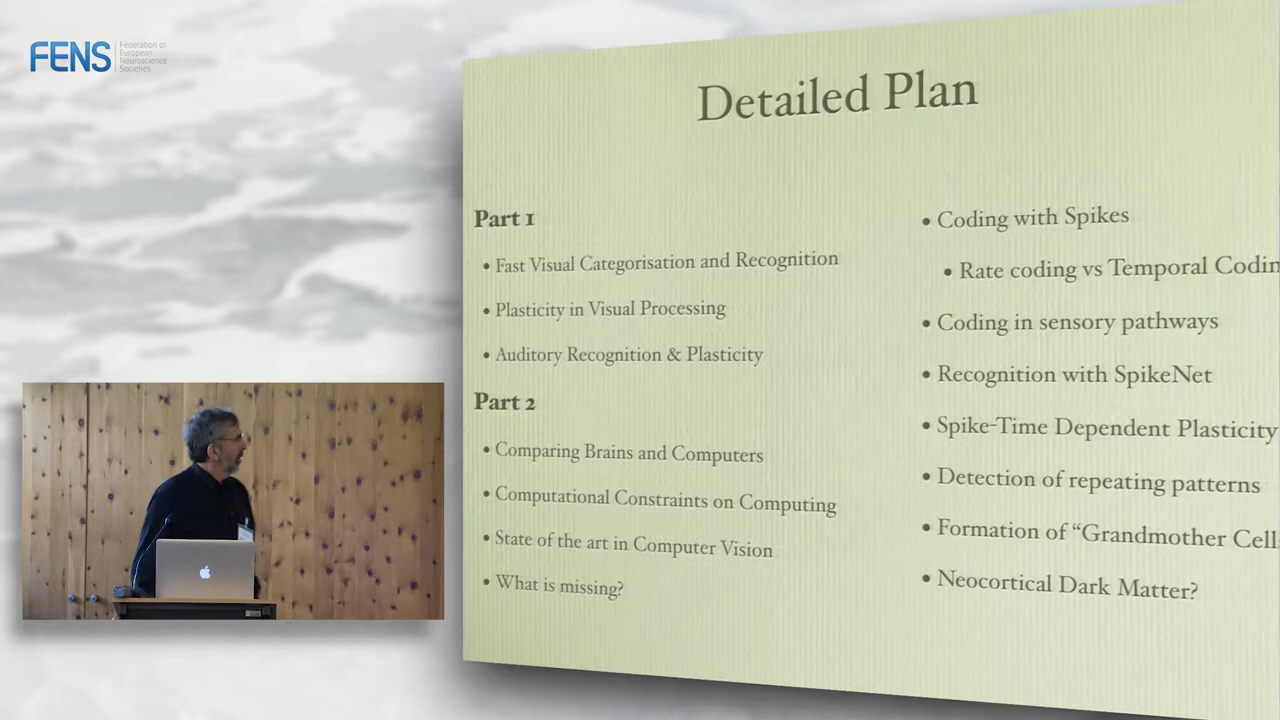 FENS
Federation of
European
Neuroscience
Societies
Detailed Plan
Part 1
• Fast Visual Categorisation and Recognition
• Plasticity in Visual Processing
• Auditory Recognition & Plasticity
Part 2
• Comparing Brains and Computers
• Computational Constraints on Computing
• State of the art in Computer Vision
• What is missing?
• Coding with Spikes
• Rate coding vs Temporal Codin
• Coding in sensory pathways
• Recognition with SpikeNet
• Spike-Time Dependent Plasticity
• Detection of repeating patterns
• Formation of “Grandmother Cell
• Neocortical Dark Matter?